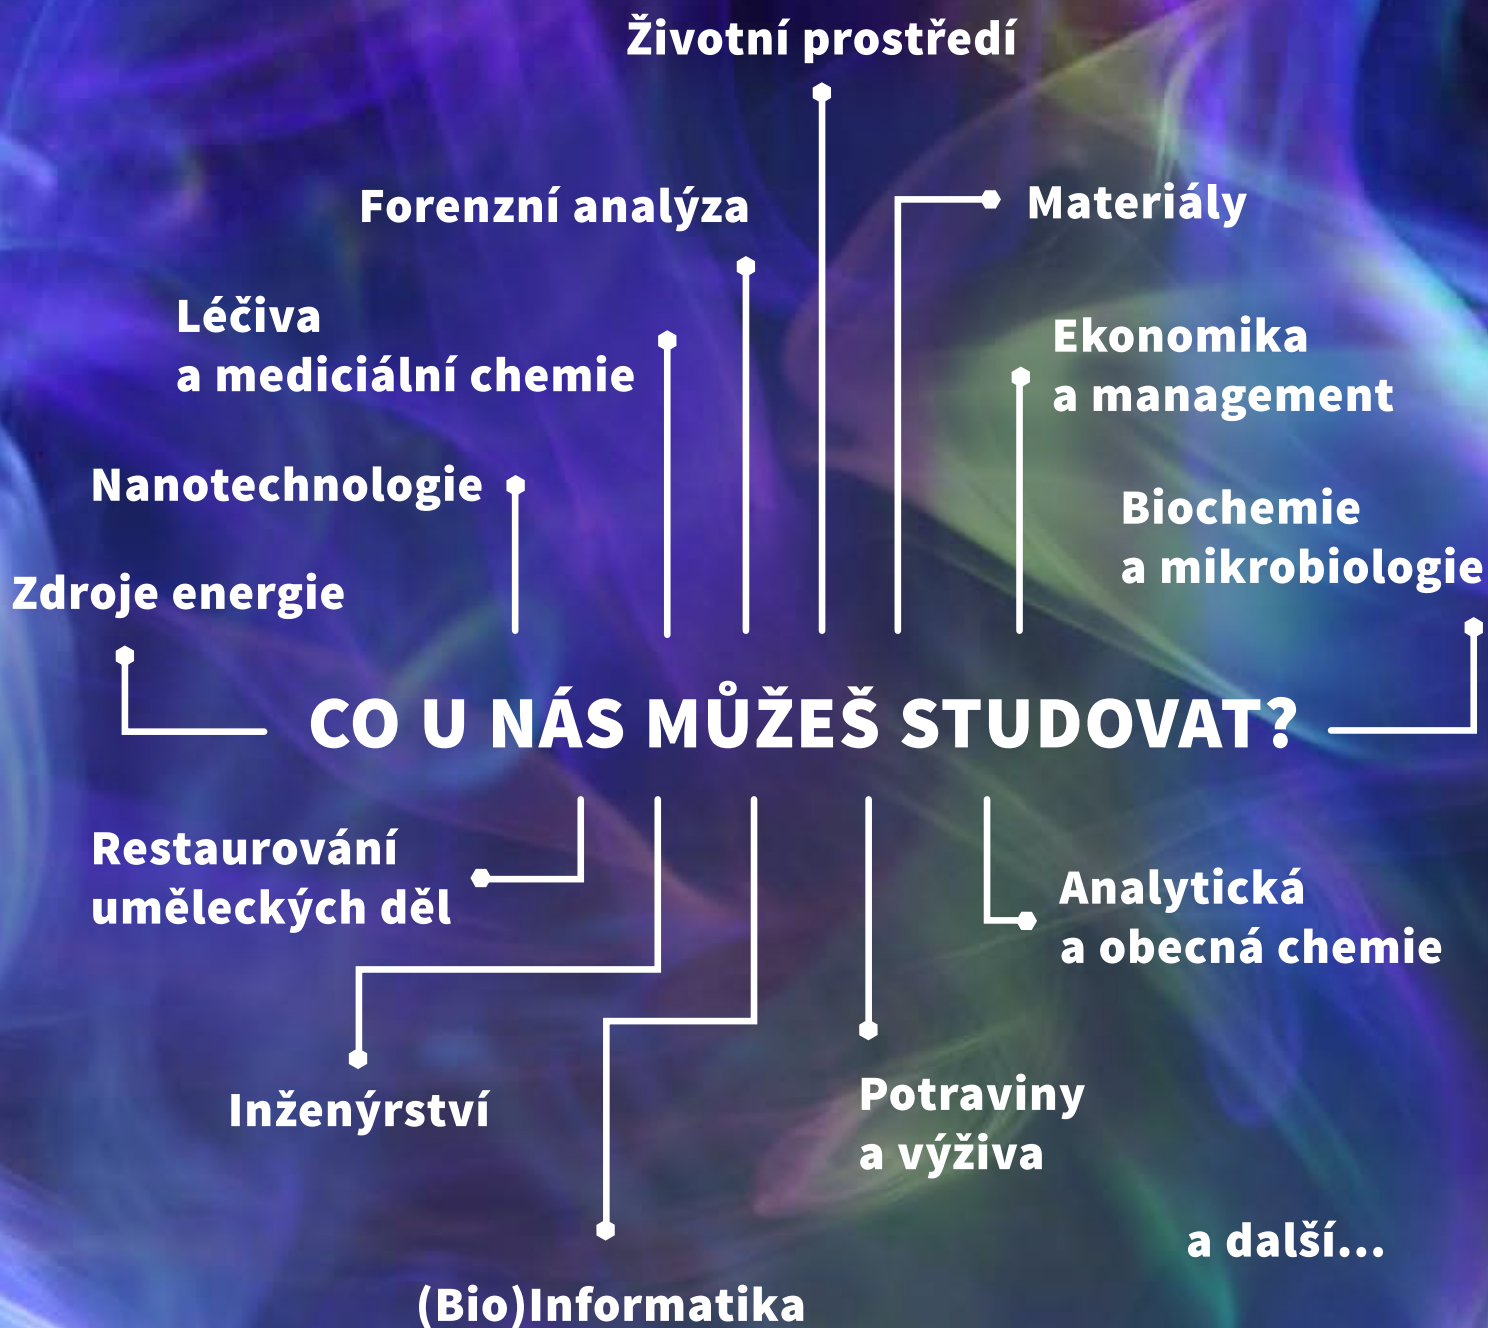 Životní prostředí
Forenzní analýza
Materiály
Léčiva
a mediciální chemie
Ekonomika
a management
Nanotechnologie
Biochemie
a mikrobiologie
Zdroje energie
CO U NÁS MŮŽEŠ STUDOVAT?
Restaurování
uměleckých děl
Analytická
a obecná chemie
Inženýrství
Potraviny
a výživa
a další...
(Bio)Informatika